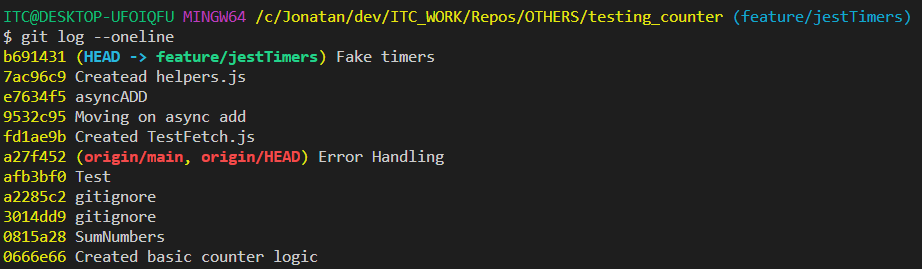 ITC@DESKTOP-UFOIQFU MINGW64 /c/Jonatan/dev/ITC_WORK/Repos/OTHERS/testing_counter (feature/jestTimers)
$ git log --oneline
b691431 (HEAD -> feature/jestTimers) Fake timers
7ac96c9 Createad helpers.js
e7634f5 asyncADD
9532c95 Moving on async add
fd1ae9b Created TestFetch.js
a27f452 (origin/main, origin/HEAD) Error Handling
afb3bf0 Test
a2285c2 gitignore
3014dd9 gitignore
0815a28 SumNumbers
0666e66 Created basic counter logic